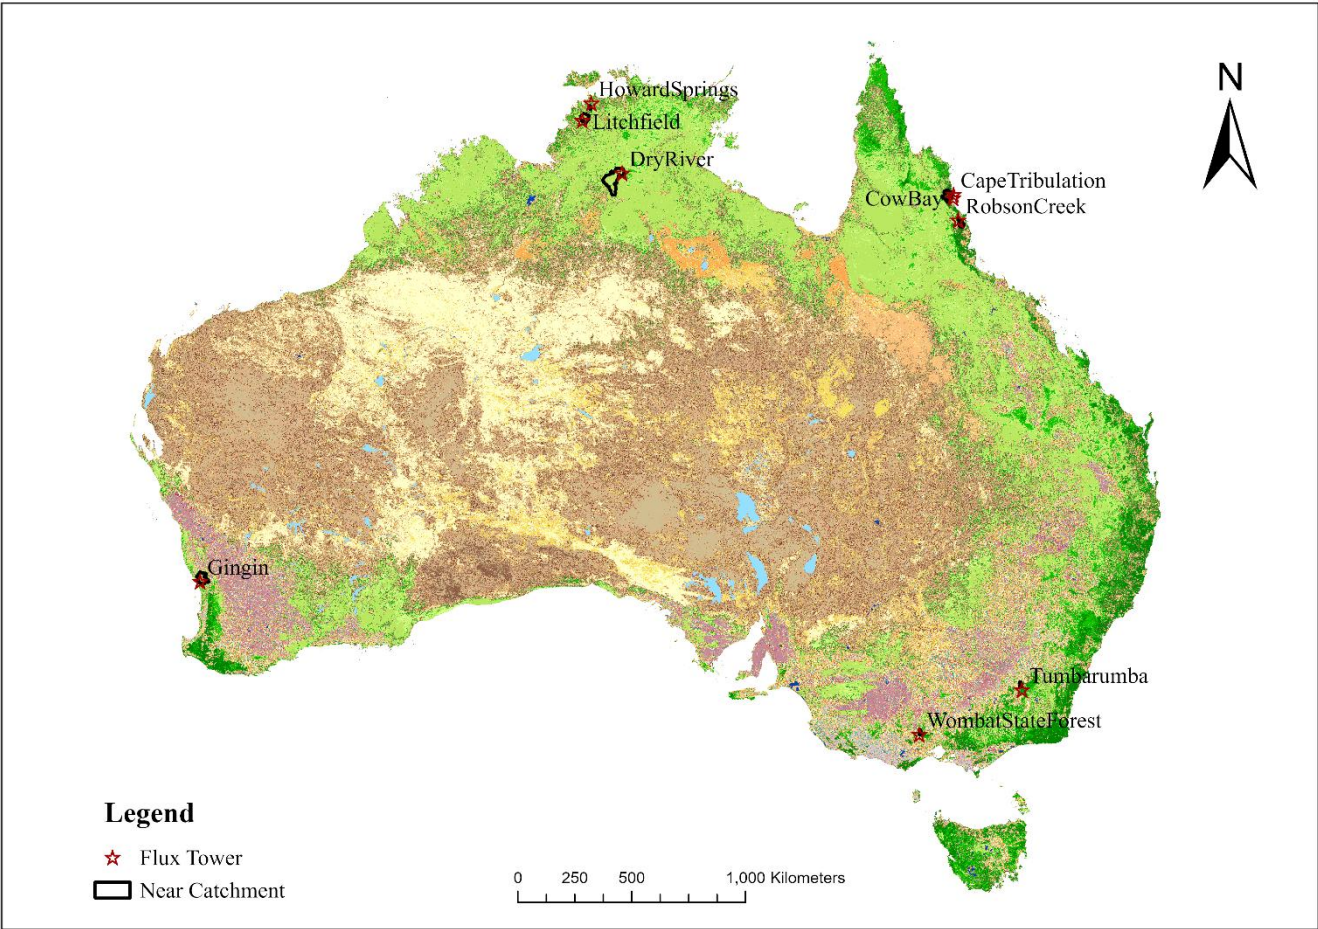 N
HowardSprings
Litchfield
DryRiver
CapeTribulation
CowBay
RobsonCreek
Gingin
Tumbarumba
WombatStateForest
Legend
Flux Tower
Near Catchment
0 250 500 1,000 Kilometers